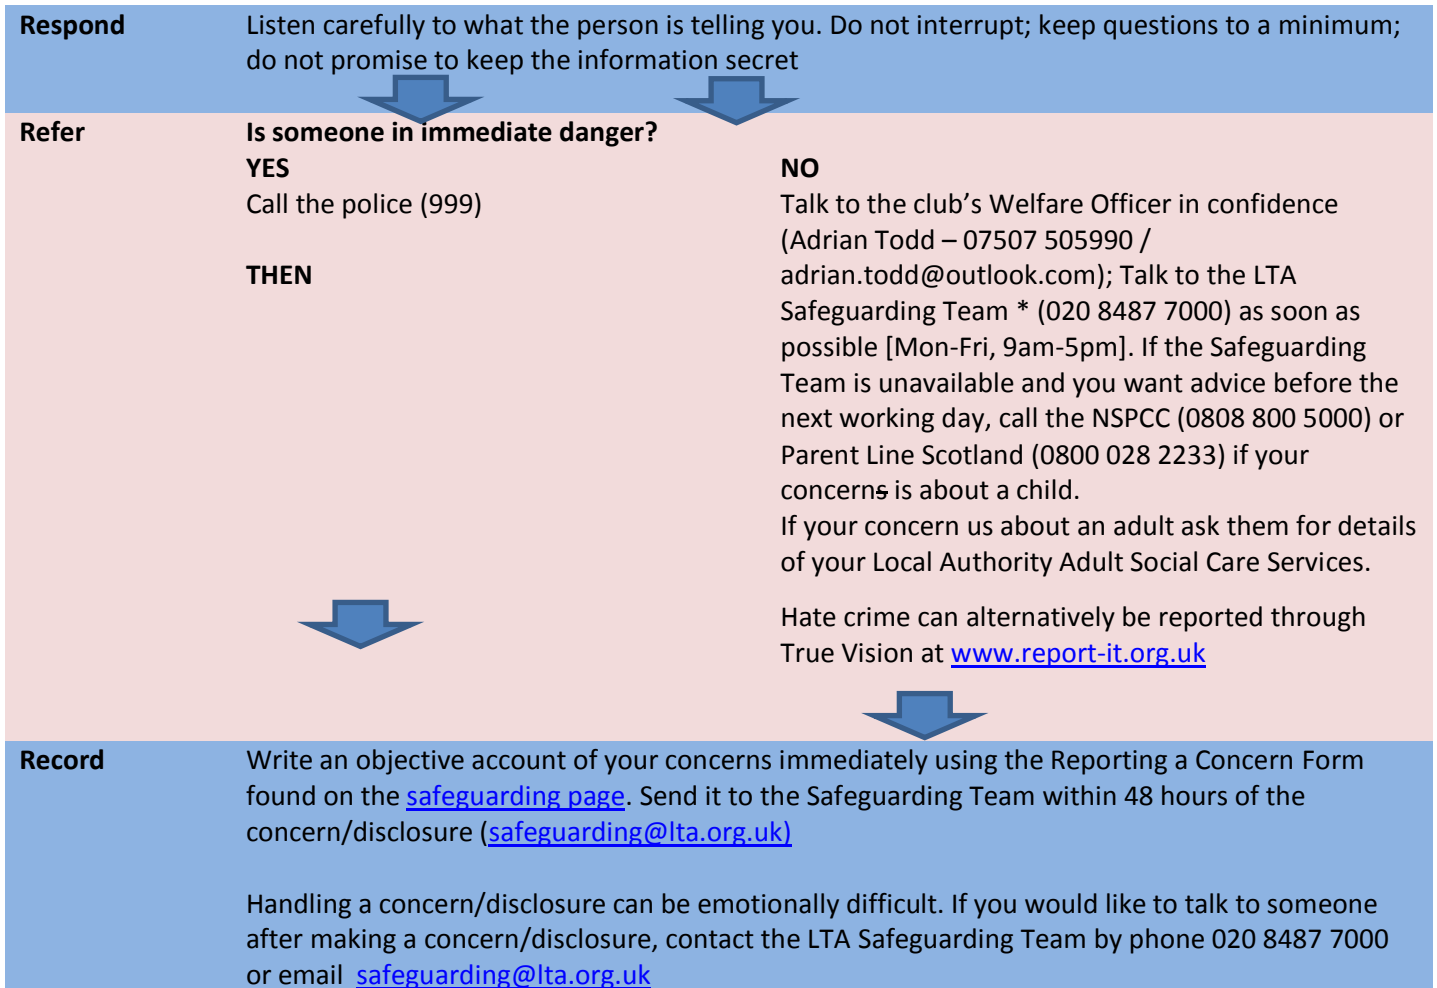 Respond
Listen carefully to what the person is telling you. Do not interrupt; keep questions to a minimum;
do not promise to keep the information secret
Refer
Is someone in immediate danger?
YES
Call the police (999)
THEN
NO
Talk to the club's Welfare Officer in confidence
(Adrian Todd – 07507 505990 /
adrian.todd@outlook.com); Talk to the LTA
Safeguarding Team * (020 8487 7000) as soon as
possible [Mon-Fri, 9am-5pm]. If the Safeguarding
Team is unavailable and you want advice before the
next working day, call the NSPCC (0808 800 5000) or
Parent Line Scotland (0800 028 2233) if your
concerns is about a child.
If your concern us about an adult ask them for details
of your Local Authority Adult Social Care Services.
Hate crime can alternatively be reported through
True Vision at www.report-it.org.uk
Record
Write an objective account of your concerns immediately using the Reporting a Concern Form
found on the safeguarding page. Send it to the Safeguarding Team within 48 hours of the
concern/disclosure (safeguarding@lta.org.uk)
Handling a concern/disclosure can be emotionally difficult. If you would like to talk to someone
after making a concern/disclosure, contact the LTA Safeguarding Team by phone 020 8487 7000
or email safeguarding@lta.org.uk